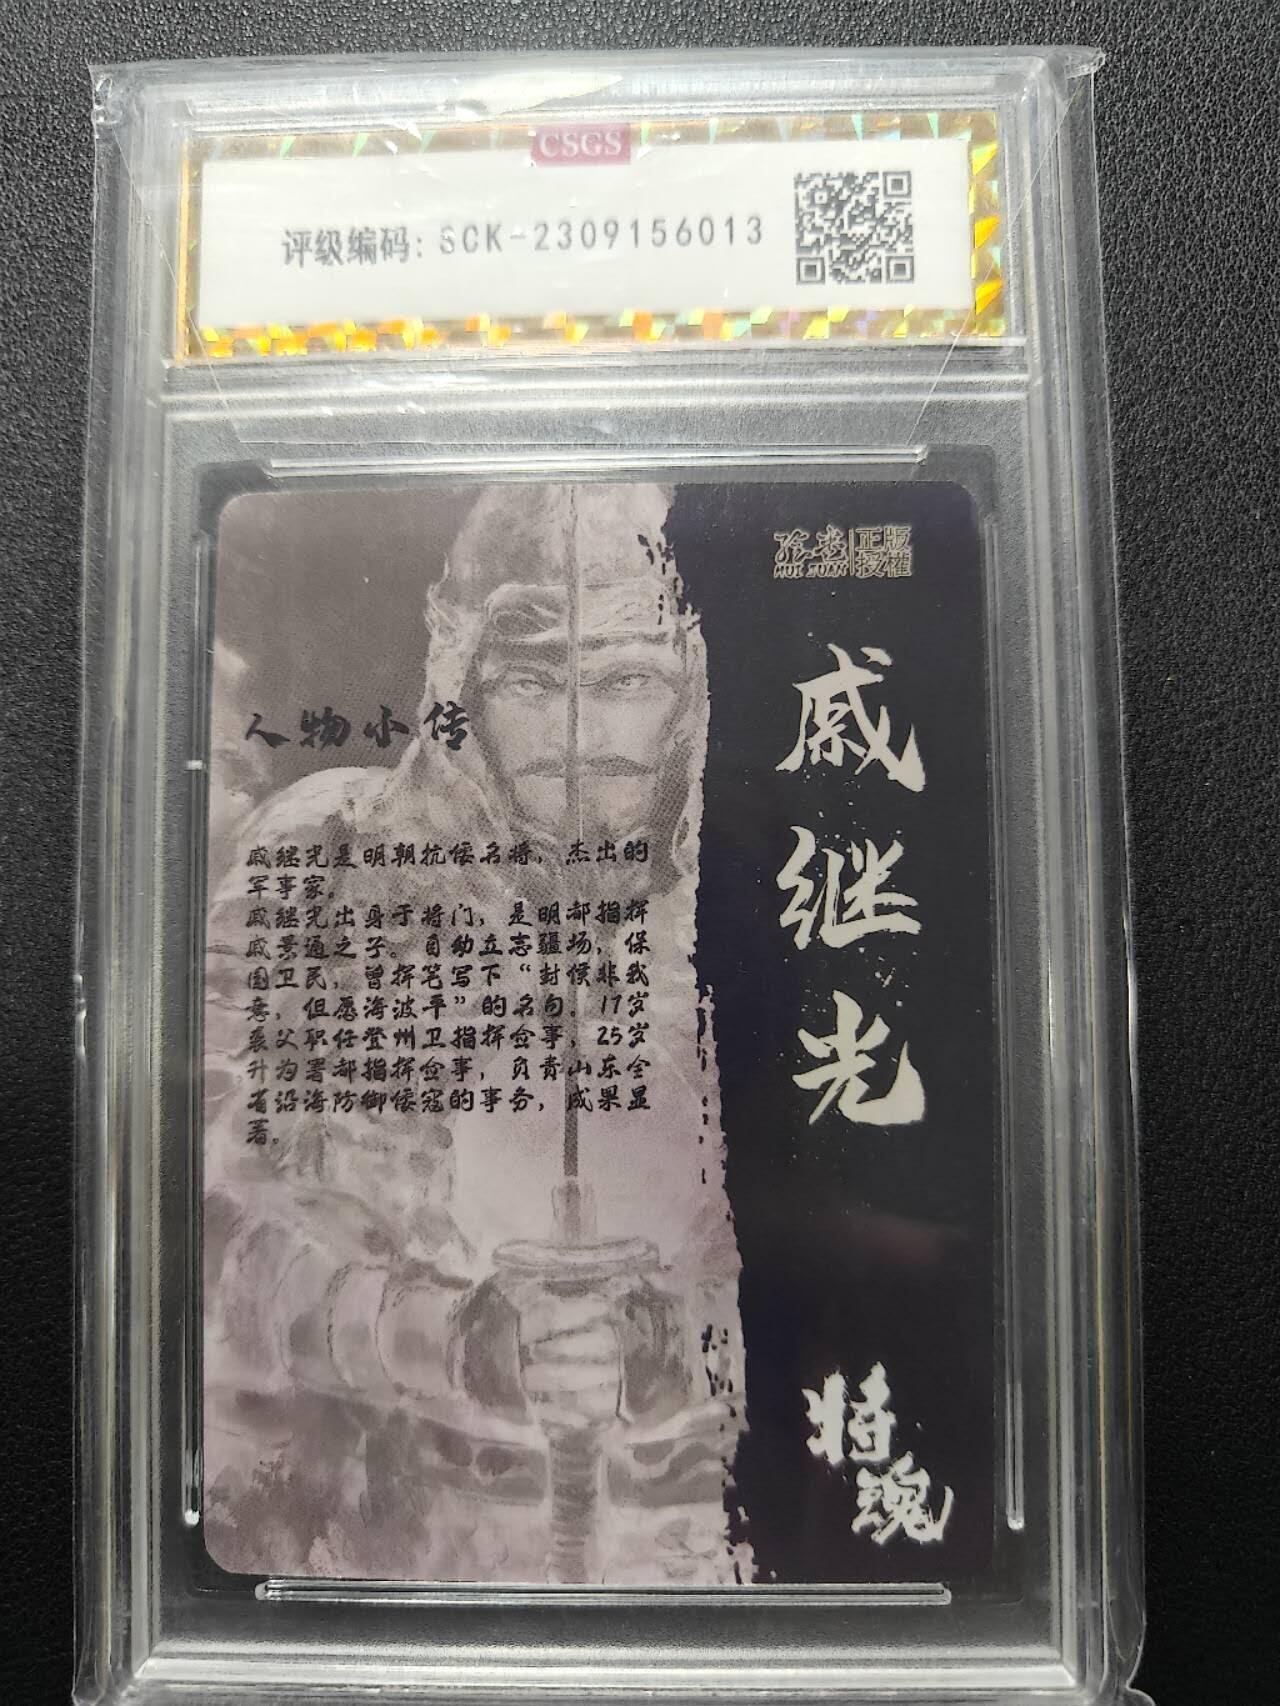 CSGS
评级编码：SCK-2309156013
绘卷 正版
HUI JUAN 授權
人物小传
戚继光是明朝抗倭名将，杰出的
军事家。
戚继光出身于将门，是明都指挥
戚景通之子。自幼立志疆场，保
国卫民，曾挥笔写下“封侯非我
意，但愿海波平”的名句。17岁
袭父职任登州卫指挥佥事，25岁
升为署都指挥佥事，负责山东全
省沿海防御倭寇的事务，成果显
著。
戚继光
将魂